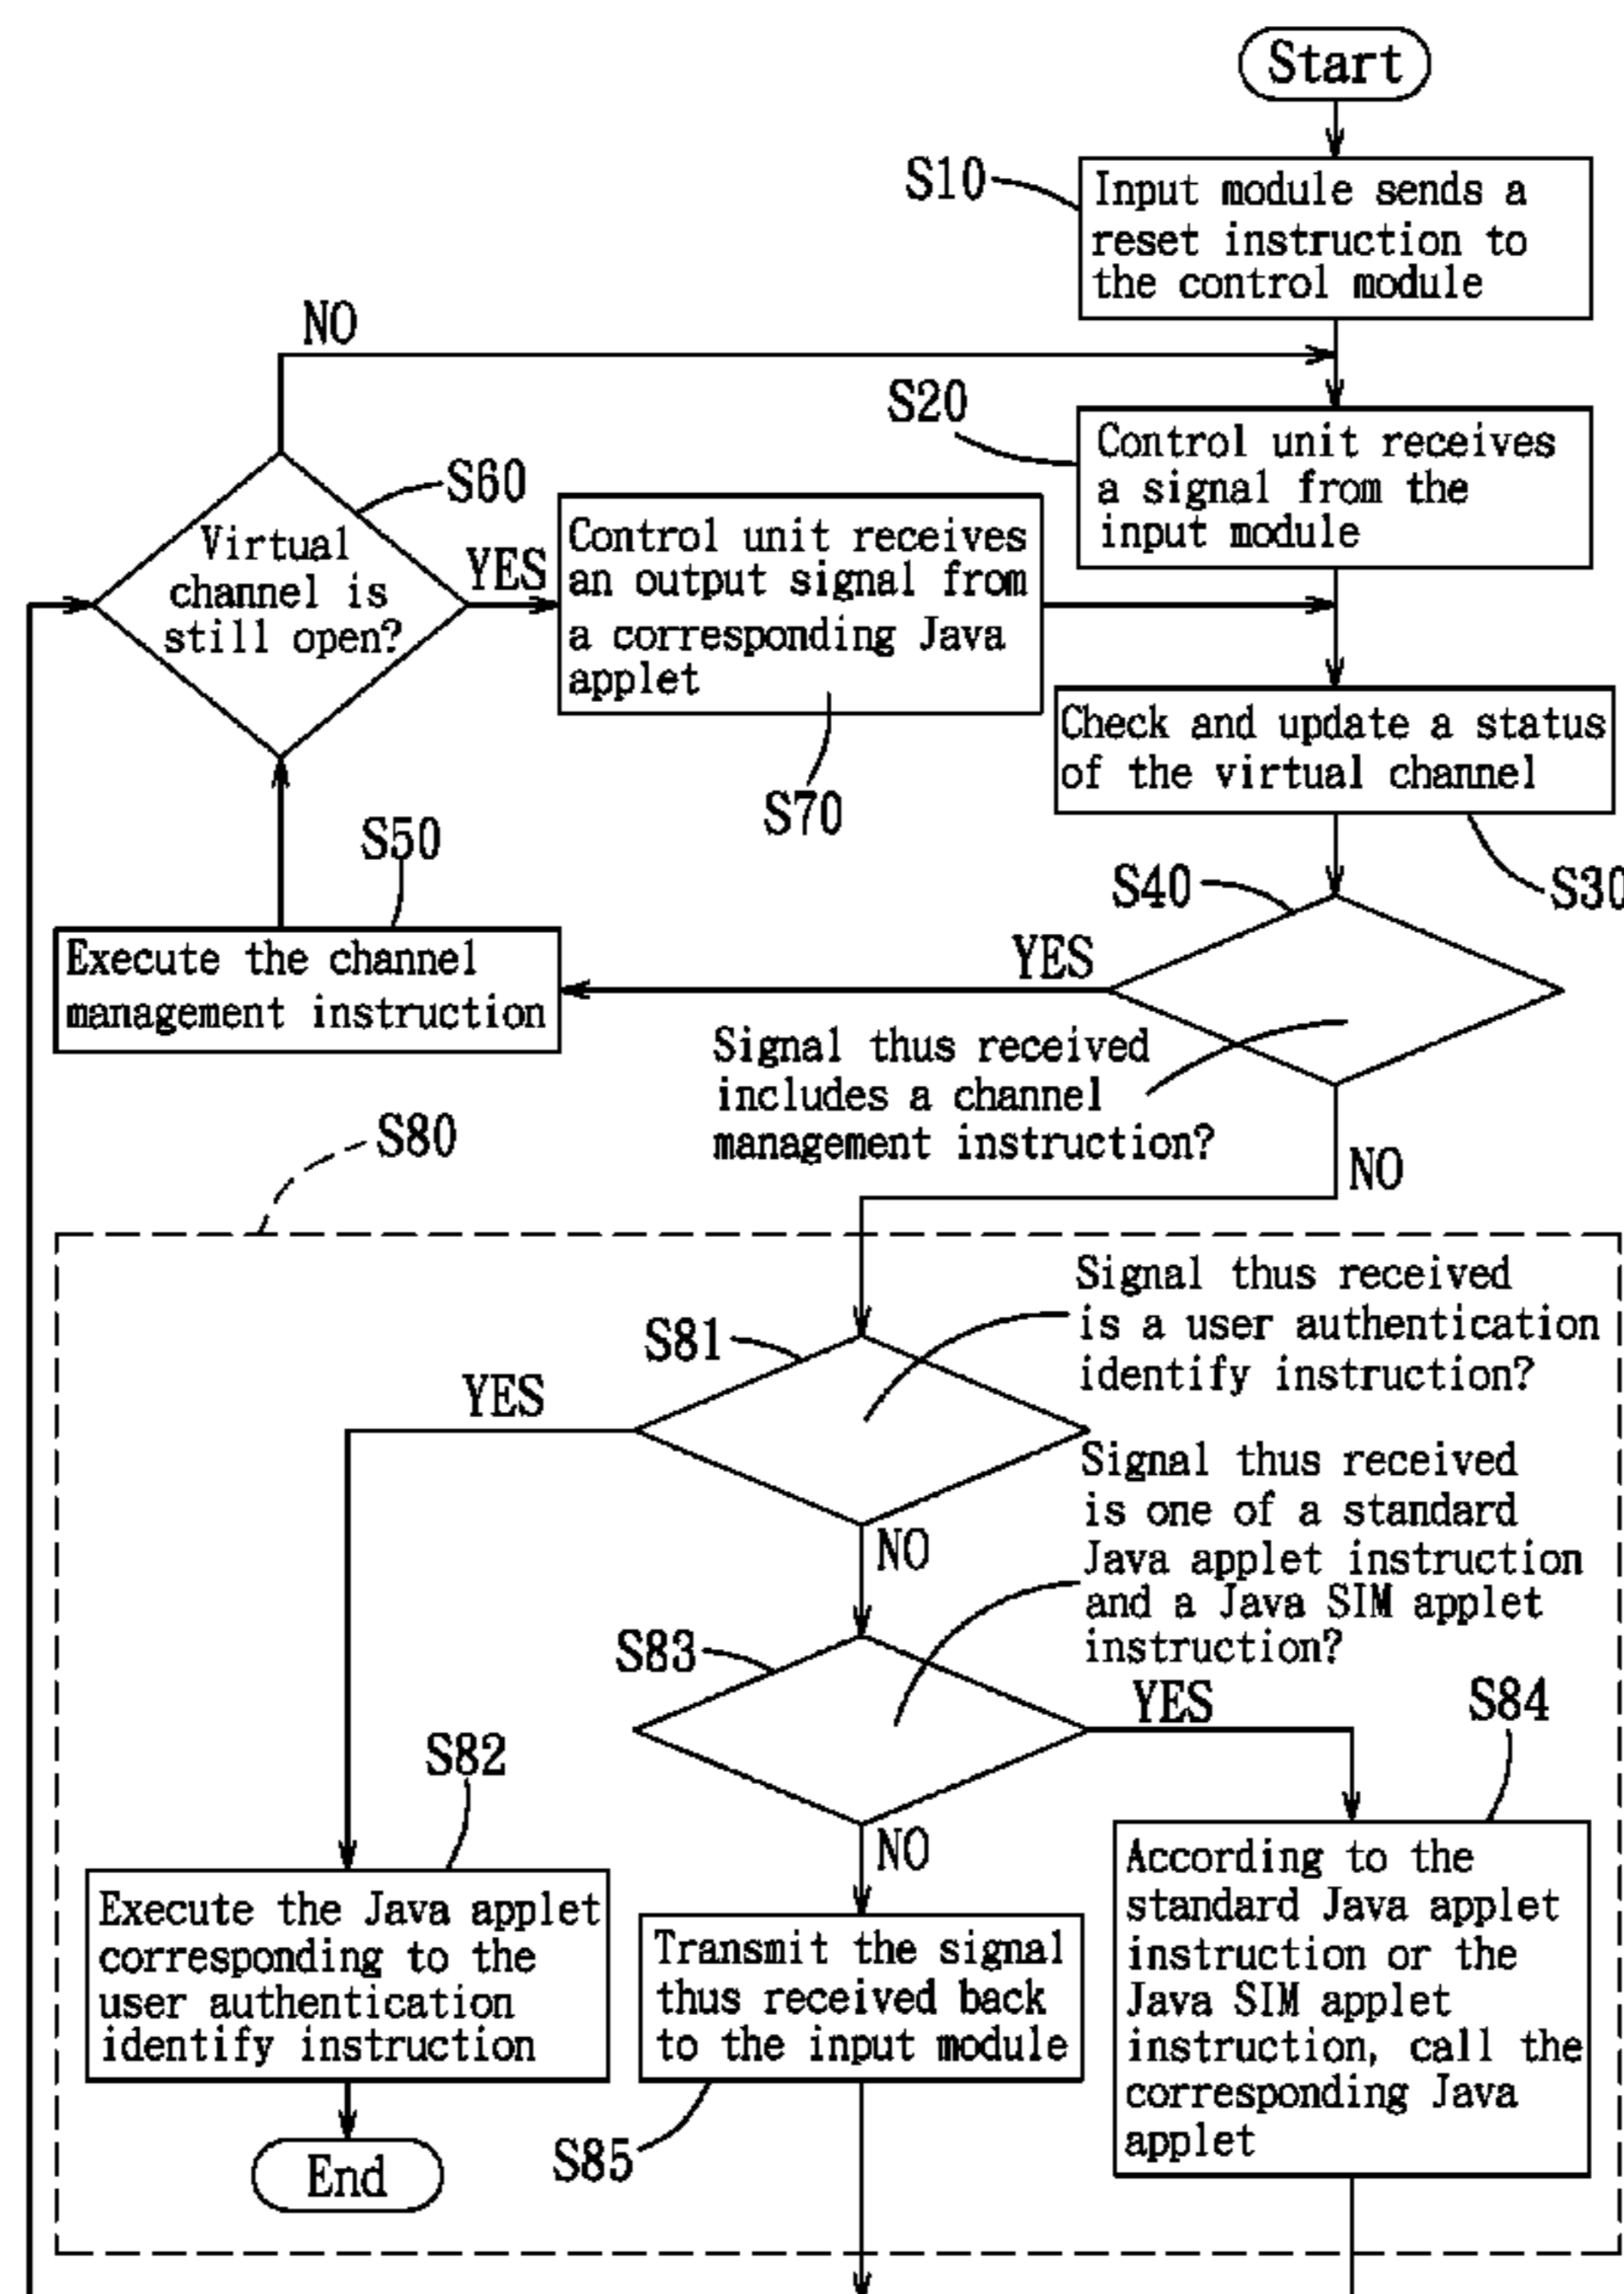 Start
S10
Input module sends a
reset instruction to
the control module
NO
S20
Control unit receives
a signal from the
input module
S60
Virtual
channel is
still open?
YES
Control unit receives
an output signal from
a corresponding Java
applet
S70
Check and update a status
of the virtual channel
S30
S40
S50
YES
Execute the channel
management instruction
Signal thus received
includes a channel
management instruction?
NO
S80
Signal thus received
is a user authentication
identify instruction?
S81
YES
NO
Signal thus received
is one of a standard
Java applet instruction
and a Java SIM applet
instruction?
S83
YES
S84
NO
S82
Execute the Java applet
corresponding to the
user authentication
identify instruction
Transmit the signal
thus received back
to the input module
According to the
standard Java applet
instruction or the
Java SIM applet
instruction, call the
corresponding Java
applet
S85
End